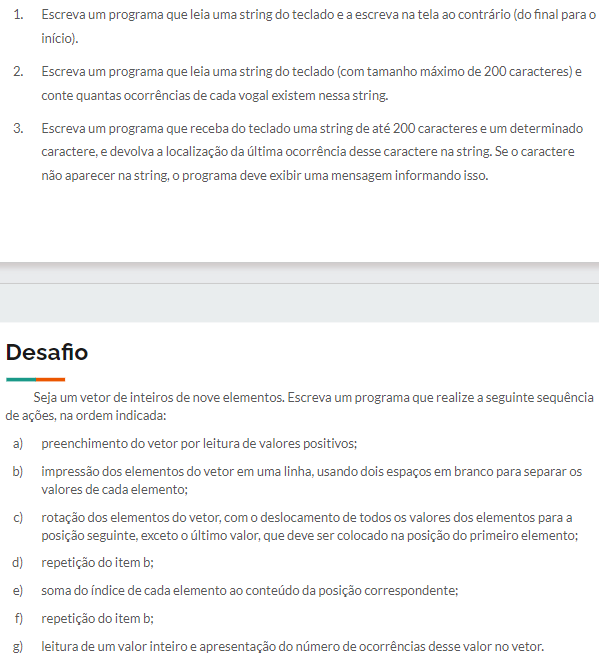 1. Escreva um programa que leia uma string do teclado e a escreva na tela ao contrário (do final para o
início).
2. Escreva um programa que leia uma string do teclado (com tamanho máximo de 200 caracteres) e
conte quantas ocorrências de cada vogal existem nessa string.
3. Escreva um programa que receba do teclado uma string de até 200 caracteres e um determinado
caractere, e devolva a localização da última ocorrência desse caractere na string. Se o caractere
não aparecer na string, o programa deve exibir uma mensagem informando isso.
Desafio
Seja um vetor de inteiros de nove elementos. Escreva um programa que realize a seguinte sequência
de ações, na ordem indicada:
a) preenchimento do vetor por leitura de valores positivos;
b) impressão dos elementos do vetor em uma linha, usando dois espaços em branco para separar os
valores de cada elemento;
c) rotação dos elementos do vetor, com o deslocamento de todos os valores dos elementos para a
posição seguinte, exceto o último valor, que deve ser colocado na posição do primeiro elemento;
d) repetição do item b;
e) soma do índice de cada elemento ao conteúdo da posição correspondente;
f) repetição do item b;
g) leitura de um valor inteiro e apresentação do número de ocorrências desse valor no vetor.